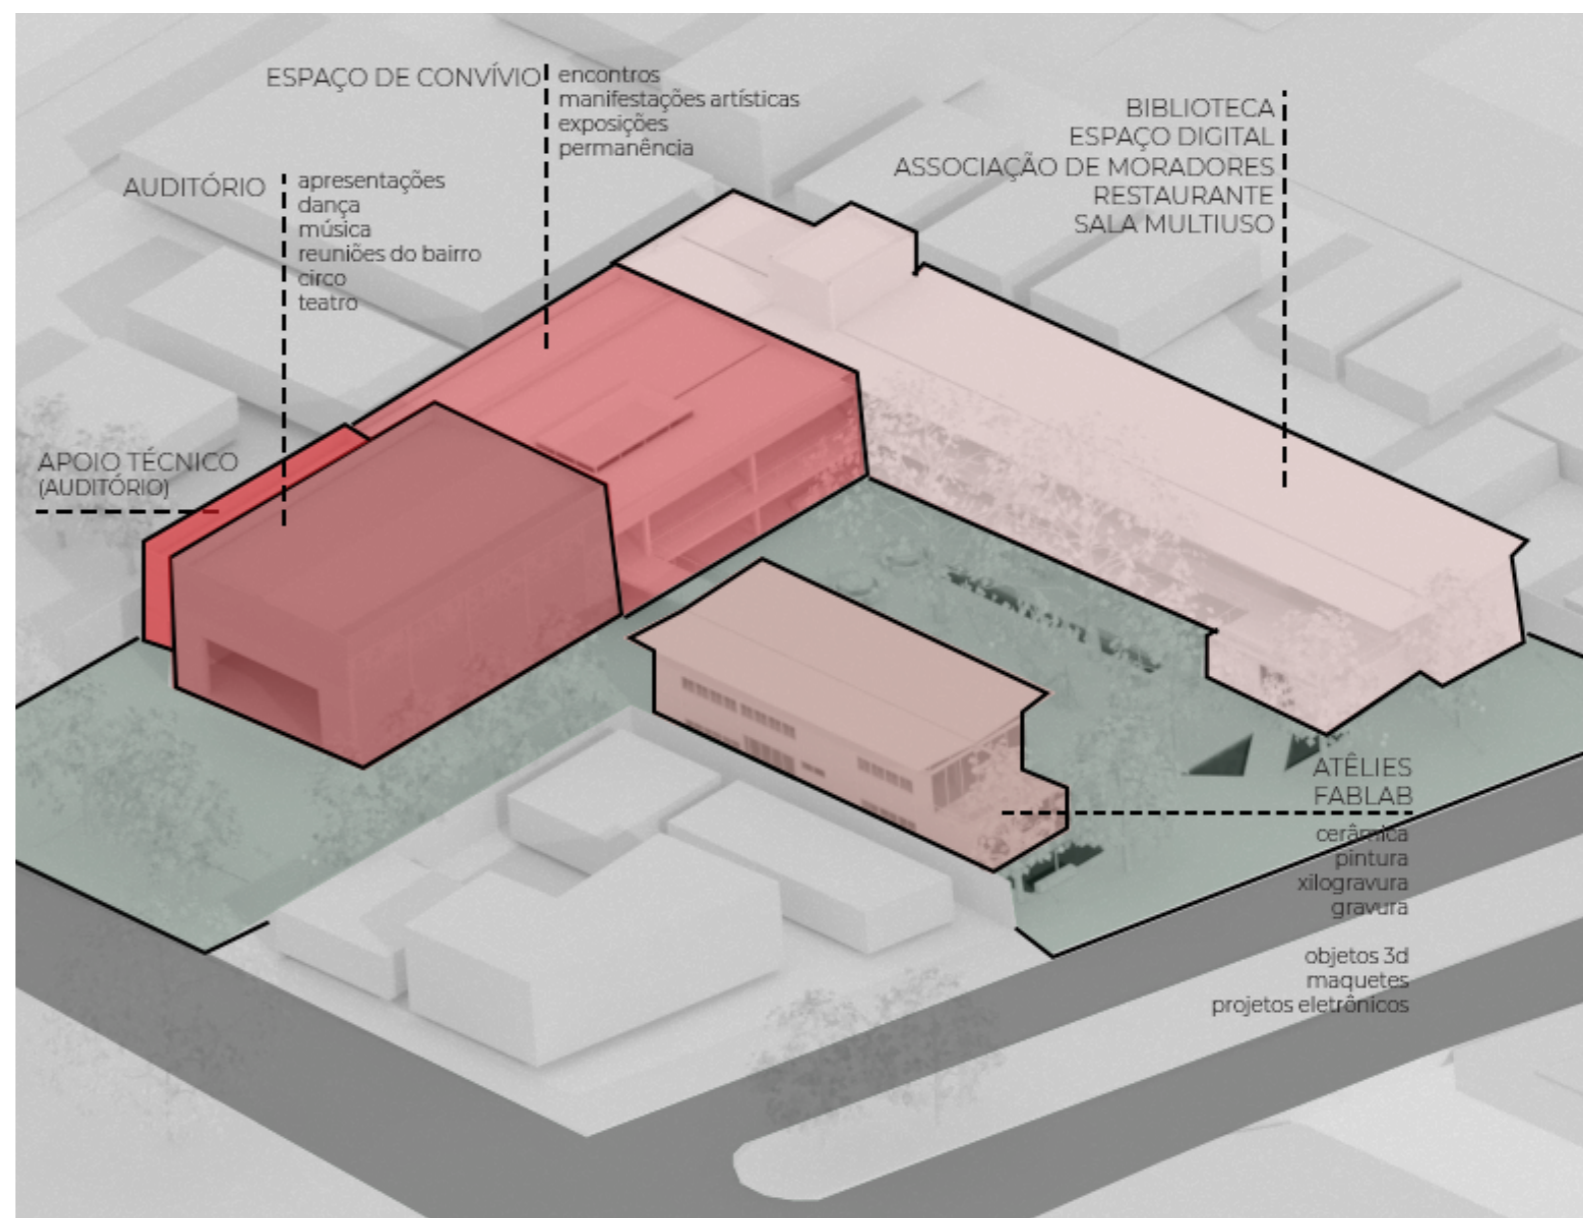 ESPAÇO DE CONVÍVIO
encontros
manifestações artísticas
exposições
permanência
BIBLIOTECA
ESPAÇO DIGITAL
ASSOCIAÇÃO DE MORADORES
RESTAURANTE
SALA MULTIUSO
AUDITÓRIO
apresentações
dança
música
reuniões do bairro
circo
teatro
APOIO TÉCNICO
(AUDITÓRIO)
ATÊLIES
FABLAB
cerâmica
pintura
xilogravura
gravura
objetos 3d
maquetes
projetos eletrônicos